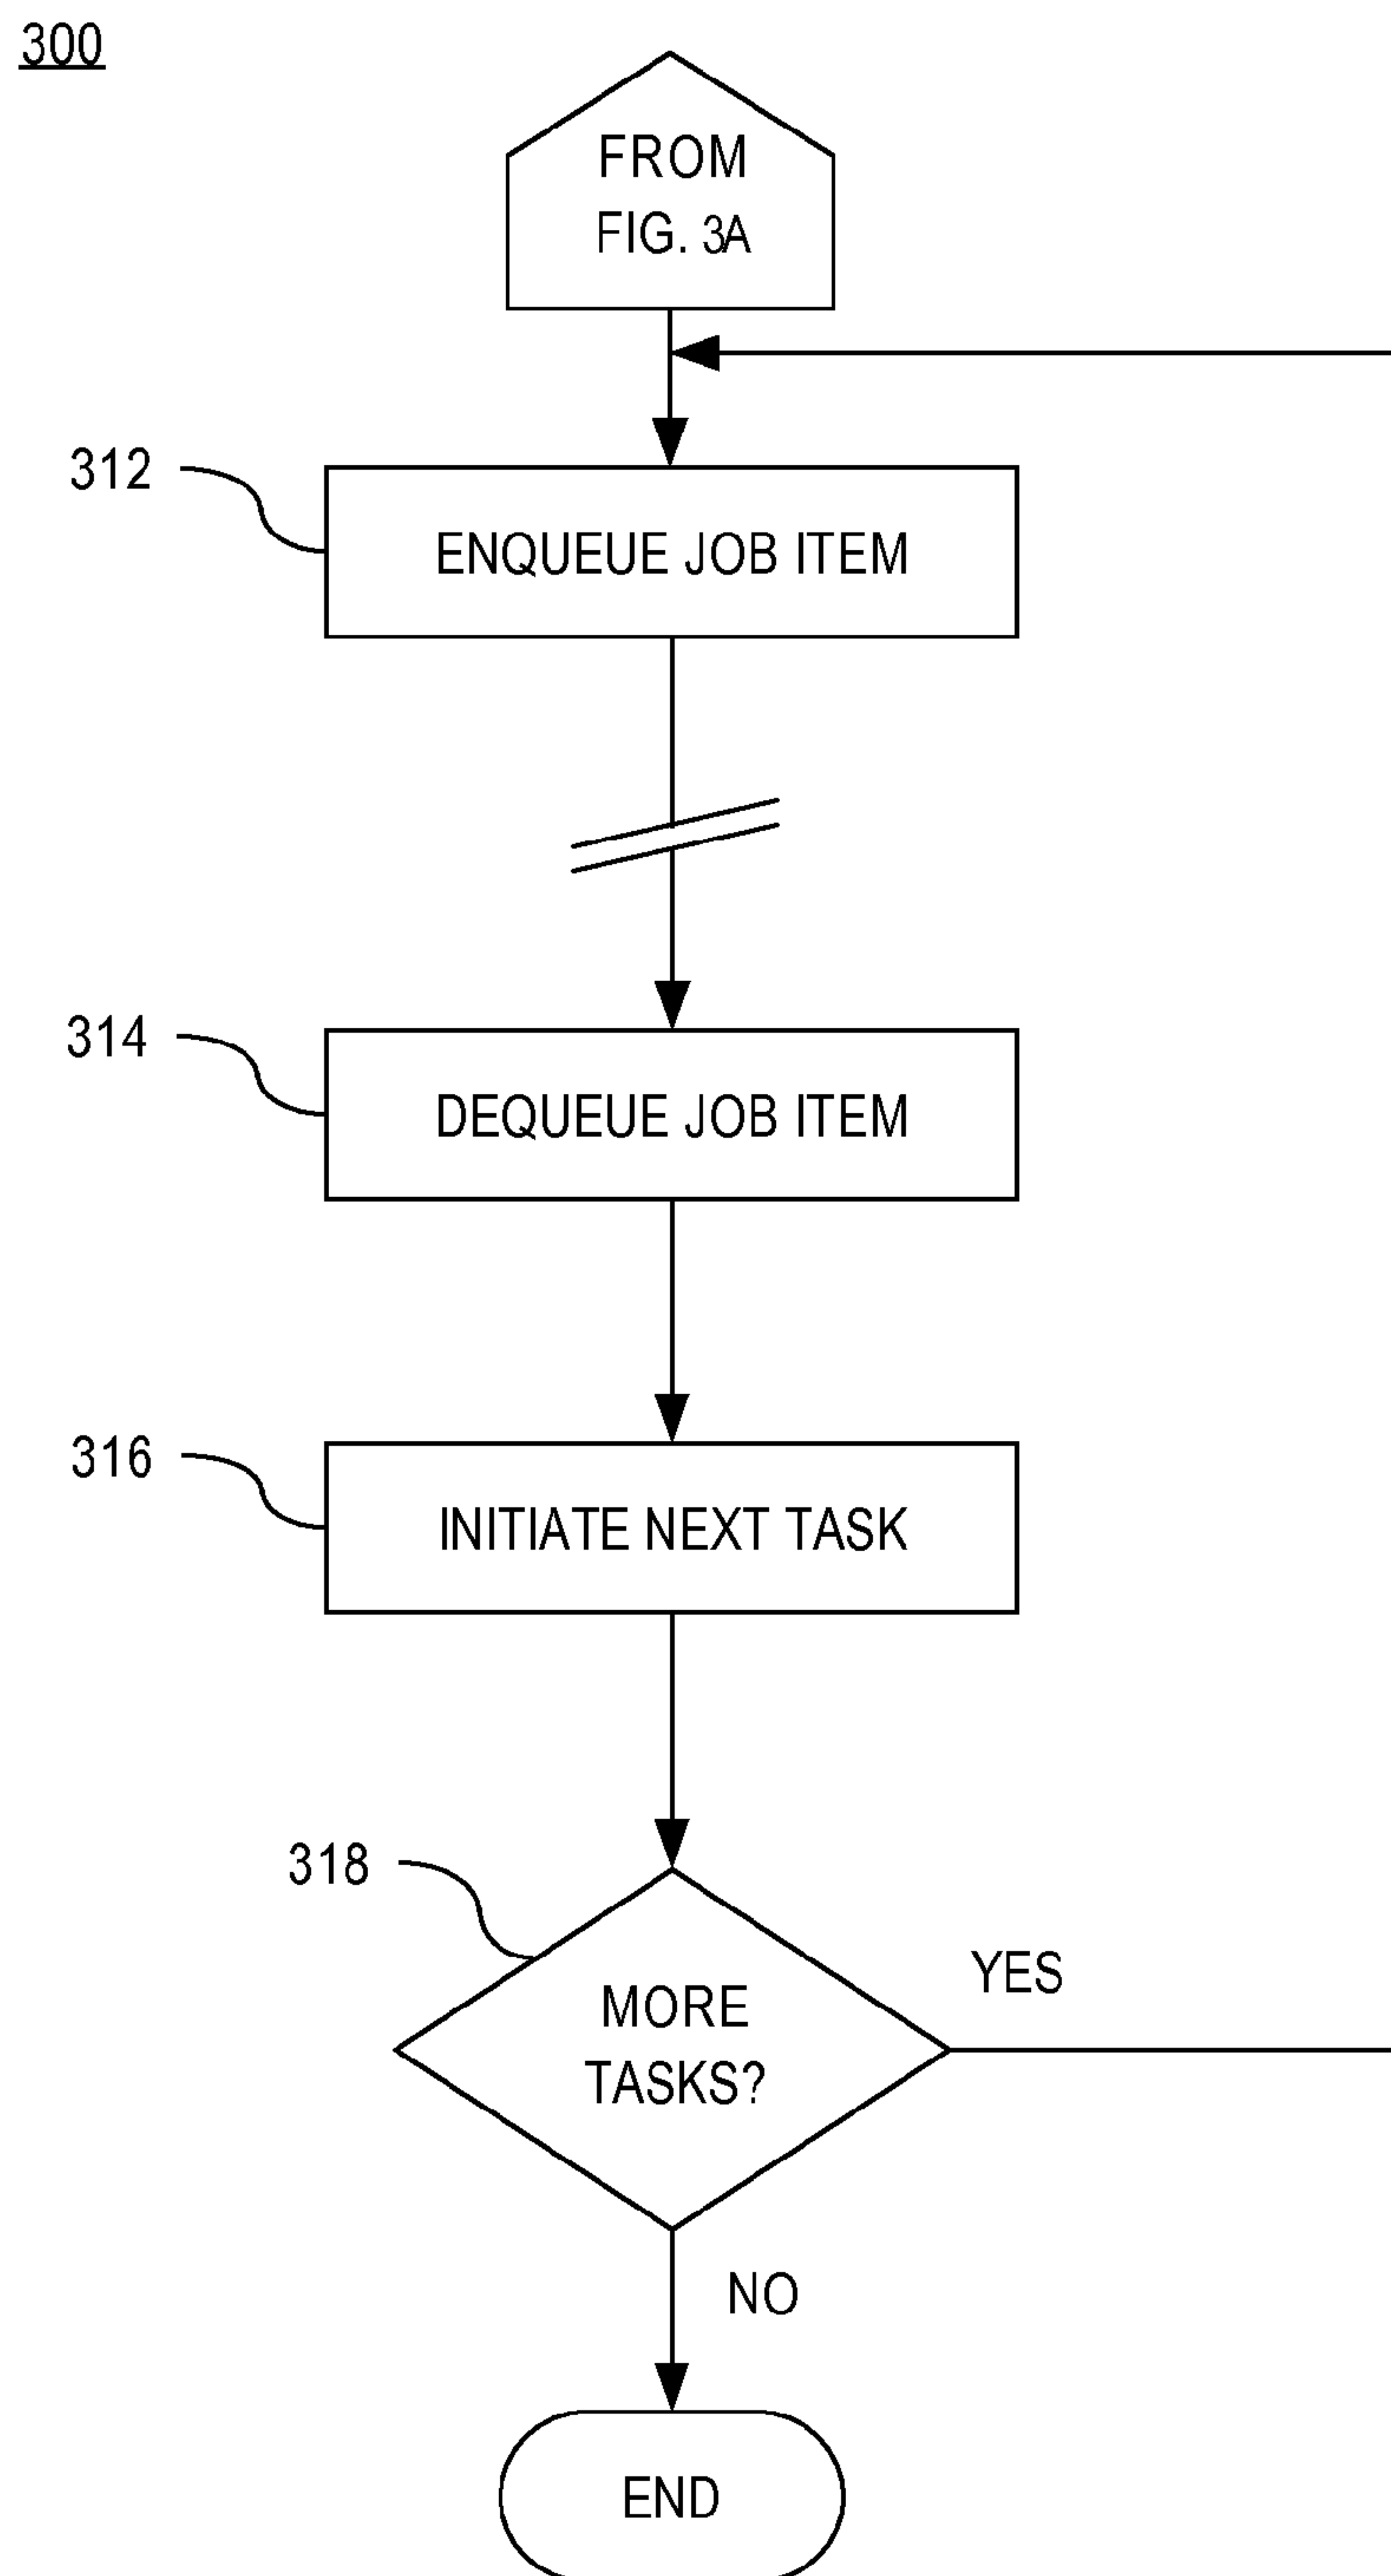 300
FROM
FIG. 3A
312
ENQUEUE JOB ITEM
314
DEQUEUE JOB ITEM
316
INITIATE NEXT TASK
318
YES
MORE
TASKS?
NO
END